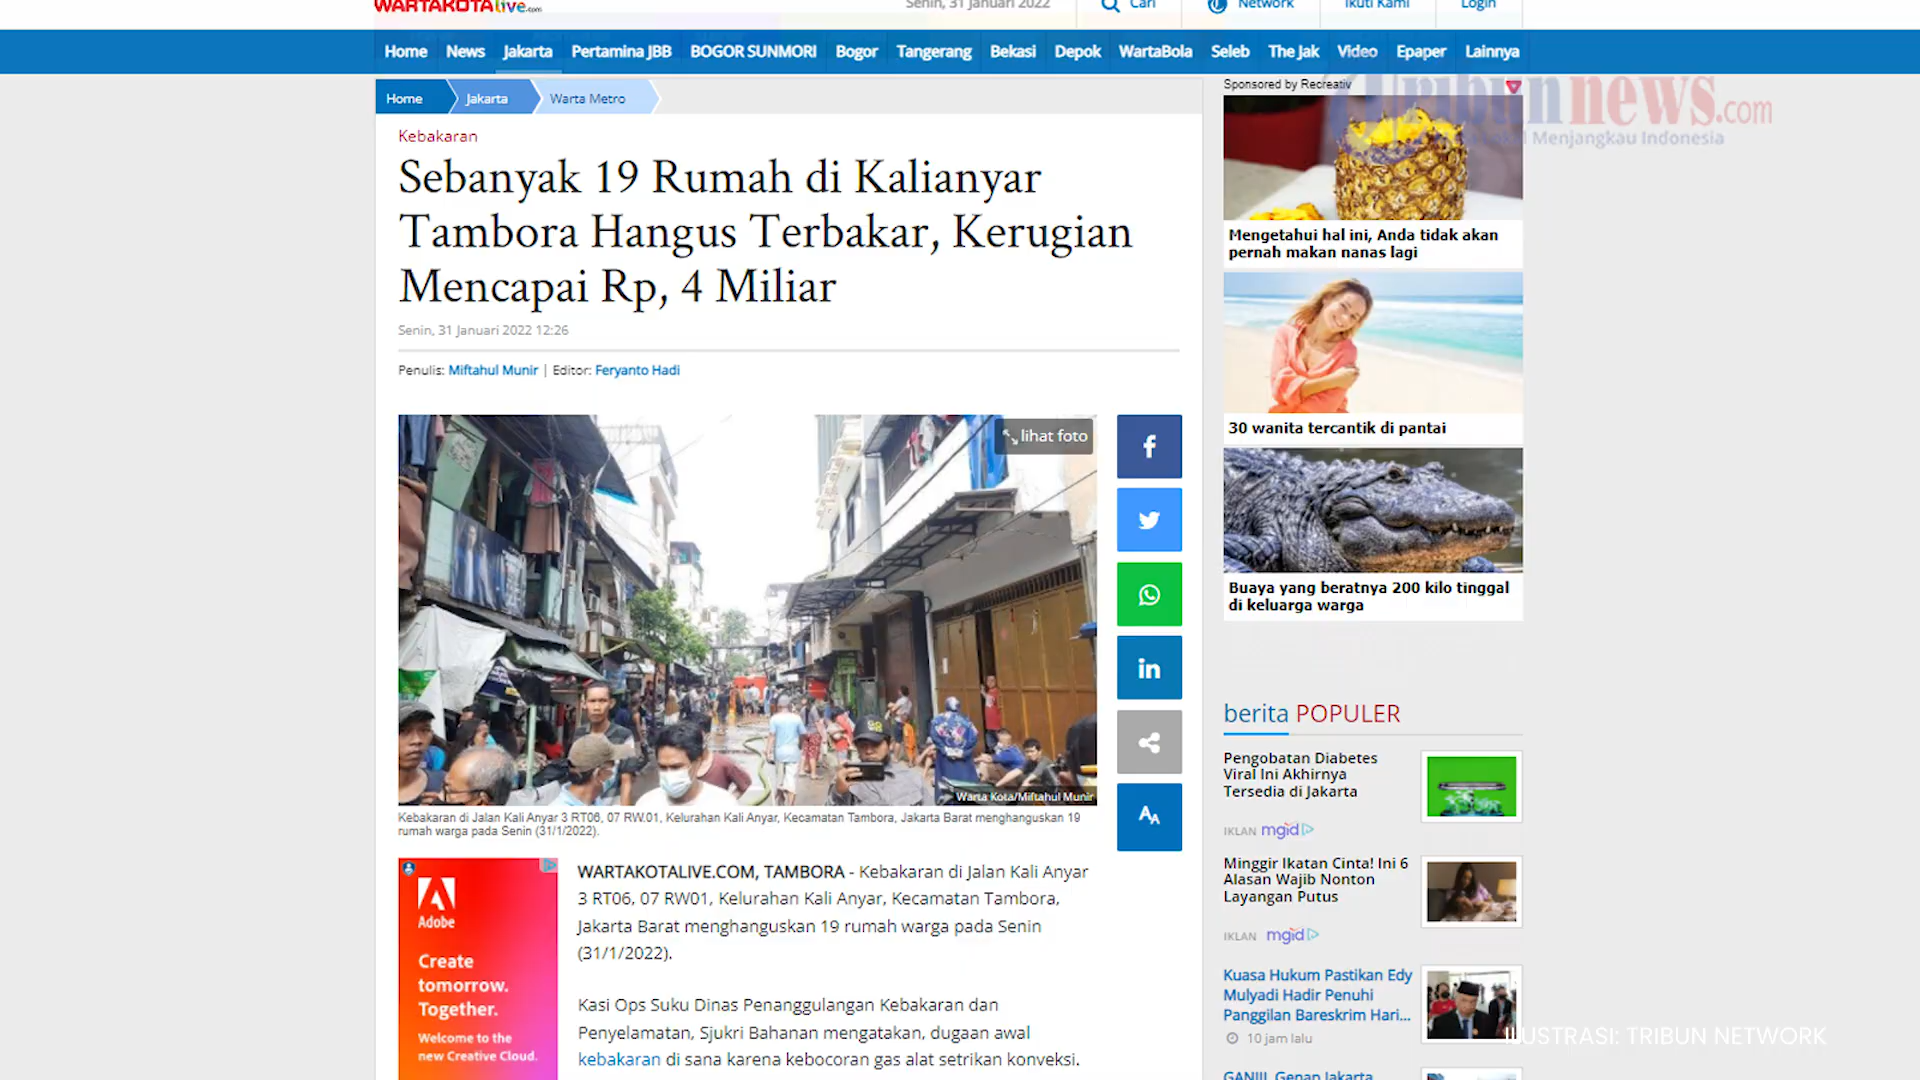 WARTAKOTAlive.com
Senin, 31 Januari 2022
Cari
Network
Ikuti Kami
Login
Home News Jakarta Pertamina JBB BOGOR SUNMORI Bogor Tangerang Bekasi Depok WartaBola Seleb The Jak Video Epaper Lainnya
Home Jakarta Warta Metro
Kebakaran
Sebanyak 19 Rumah di Kalianyar
Tambora Hangus Terbakar, Kerugian
Mencapai Rp, 4 Miliar
Senin, 31 Januari 2022 12:26
Penulis: Miftahul Munir | Editor: Feryanto Hadi
lihat foto
Warta Kota/Miftahul Munir
Kebakaran di Jalan Kali Anyar 3 RT06, 07 RW.01, Kelurahan Kali Anyar, Kecamatan Tambora, Jakarta Barat menghanguskan 19
rumah warga pada Senin (31/1/2022).
Adobe
Create
tomorrow.
Together.
Welcome to the
new Creative Cloud.
WARTAKOTALIVE.COM, TAMBORA - Kebakaran di Jalan Kali Anyar
3 RT06, 07 RW01, Kelurahan Kali Anyar, Kecamatan Tambora,
Jakarta Barat menghanguskan 19 rumah warga pada Senin
(31/1/2022).
Kasi Ops Suku Dinas Penanggulangan Kebakaran dan
Penyelamatan, Sjukri Bahanan mengatakan, dugaan awal
kebakaran di sana karena kebocoran gas alat setrikan konveksi.
Sponsored by Recreativ
Tribunnews.com
Menjangkau Indonesia
Mengetahui hal ini, Anda tidak akan
pernah makan nanas lagi
30 wanita tercantik di pantai
Buaya yang beratnya 200 kilo tinggal
di keluarga warga
berita POPULER
Pengobatan Diabetes
Viral Ini Akhirnya
Tersedia di Jakarta
IKLAN mgid
Minggir Ikatan Cinta! Ini 6
Alasan Wajib Nonton
Layangan Putus
IKLAN mgid
Kuasa Hukum Pastikan Edy
Mulyadi Hadir Penuhi
Panggilan Bareskrim Hari...
10 jam lalu
ILUSTRASI: TRIBUN NETWORK
GANJIL Genap Jakarta